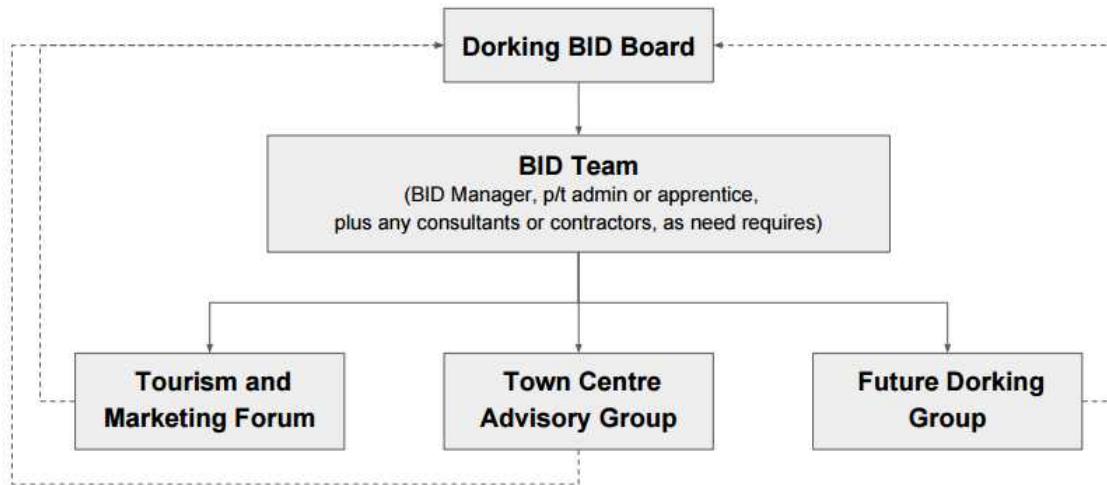 Dorking BID Board
BID Team
(BID Manager, p/t admin or apprentice,
plus any consultants or contractors, as need requires)
Tourism and
Marketing Forum
Town Centre
Advisory Group
Future Dorking
Group